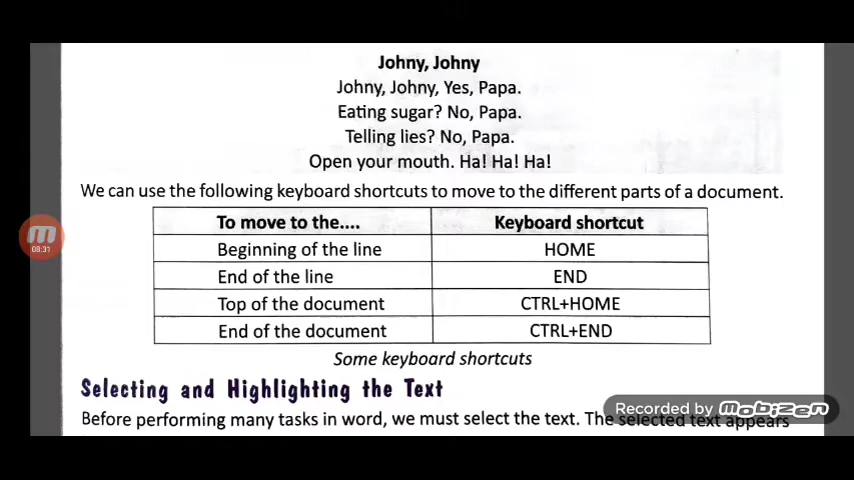 Johny, Johny
Johny, Johny, Yes, Papa.
Eating sugar? No, Papa.
Telling lies? No, Papa.
Open your mouth. Ha! Ha! Ha!
We can use the following keyboard shortcuts to move to the different parts of a document.
To move to the.... Keyboard shortcut
Beginning of the line HOME
End of the line END
Top of the document CTRL+HOME
End of the document CTRL+END
Some keyboard shortcuts
Selecting and Highlighting the Text
Before performing many tasks in word, we must select the text. The selected text appears
Recorded by Mobizen
08:31